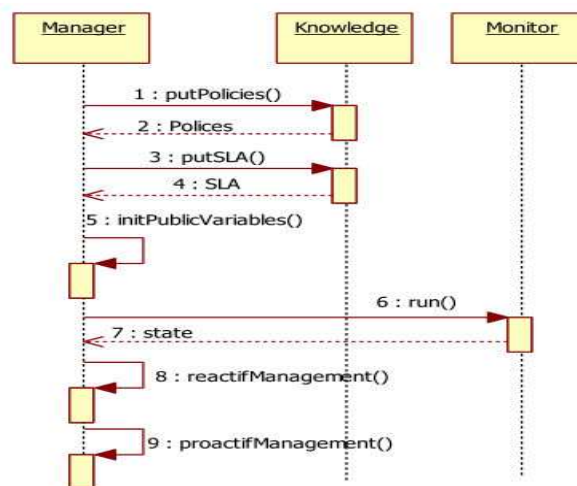 Manager
Knowledge
Monitor
1 : putPolicies()
2 : Polices
3 : putSLA()
4 : SLA
5 : initPublicVariables()
6 : run()
7 : state
8 : reactifManagement()
9 : proactifManagement()